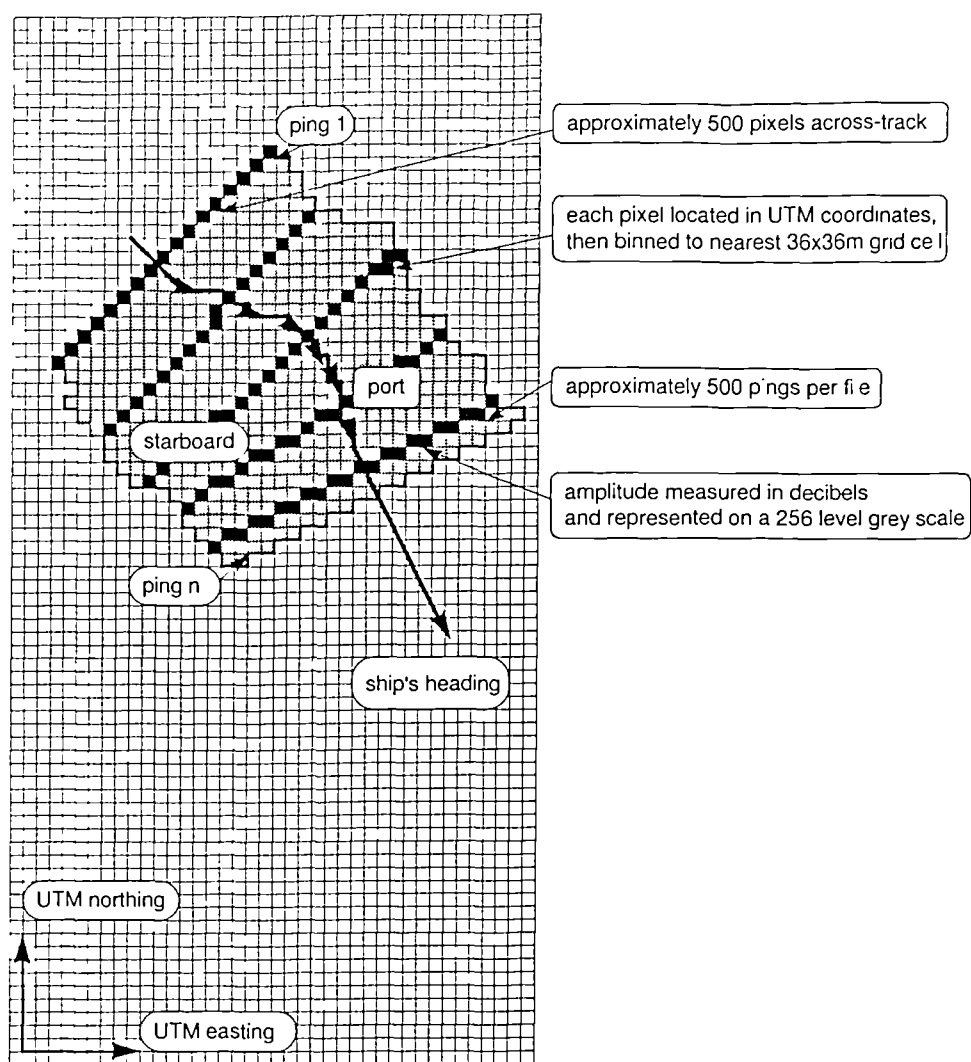 ping 1
approximately 500 pixels across-track
each pixel located in UTM coordinates,
then binned to nearest 36x36m grid cel
port
approximately 500 p ngs per fi e
starboard
amplitude measured in decibels
and represented on a 256 level grey scale
ping n
ship's heading
UTM northing
UTM easting